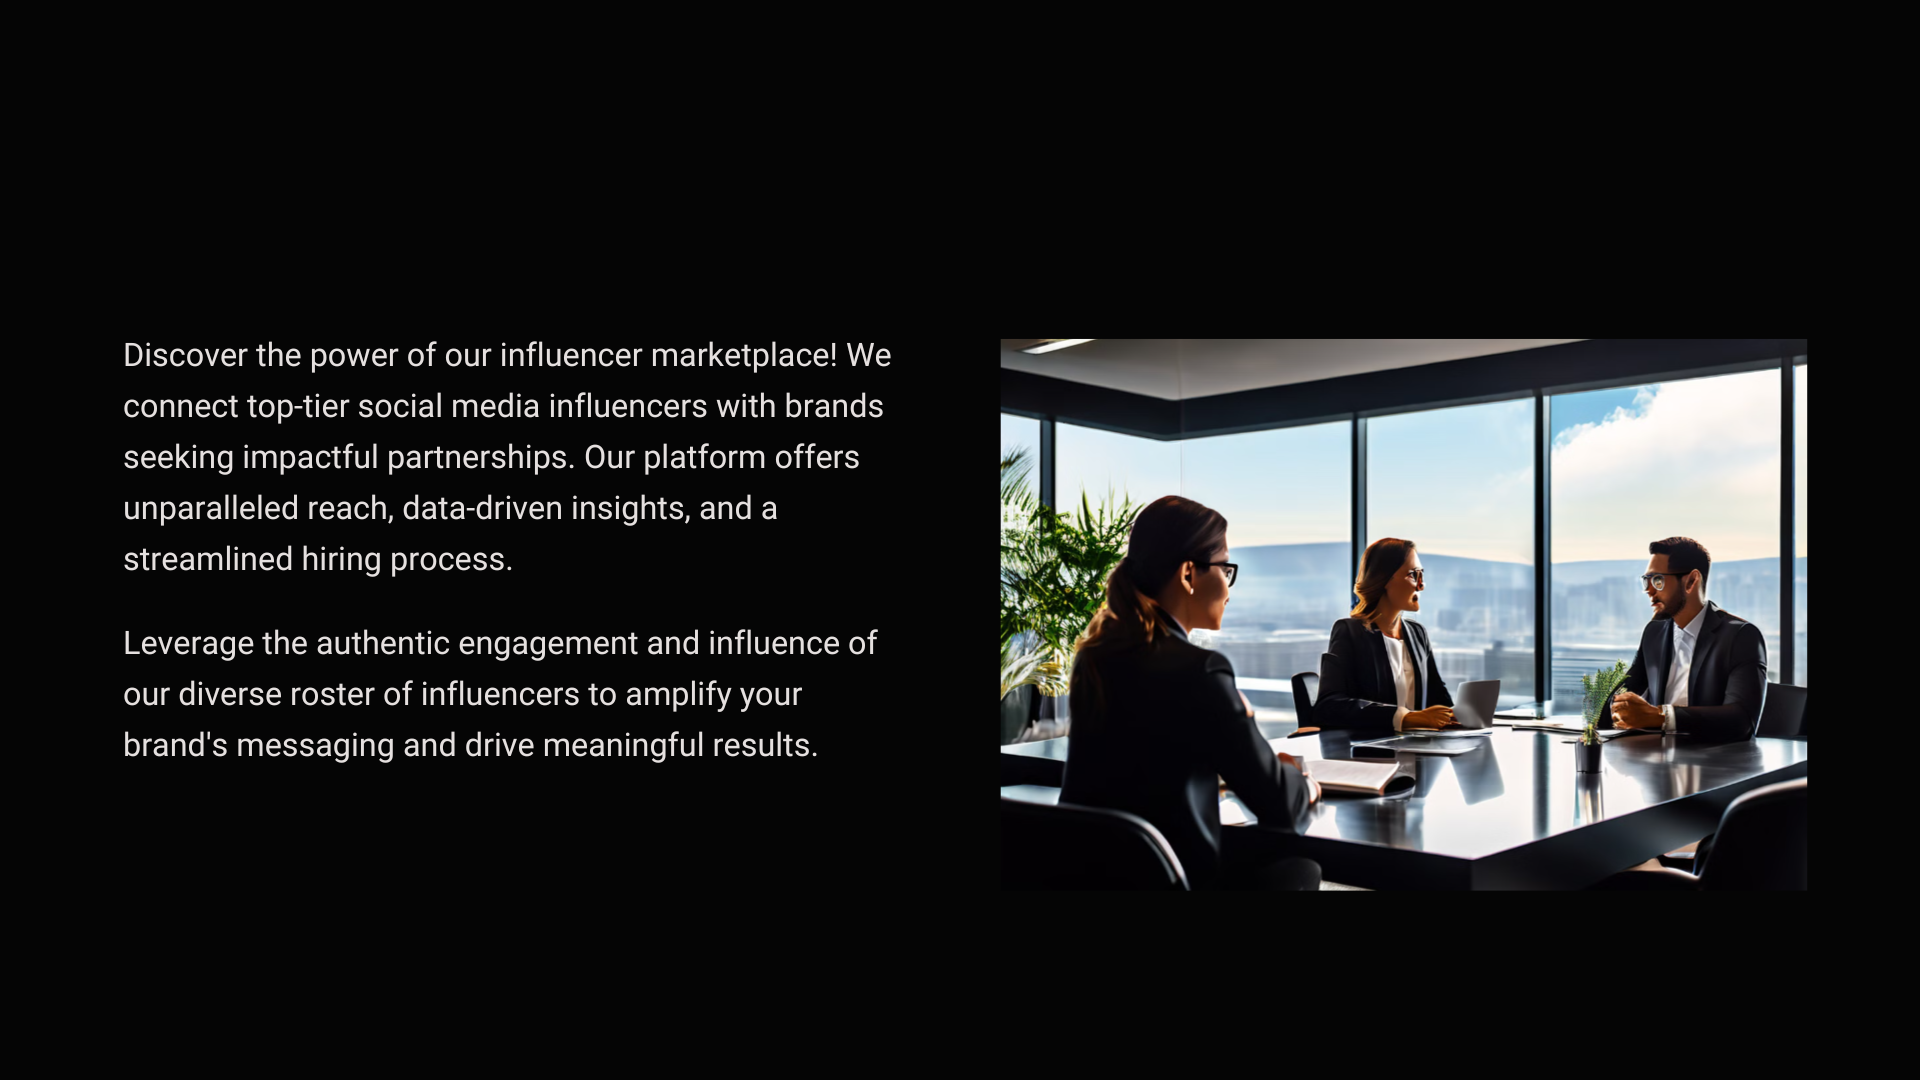 Discover the power of our influencer marketplace! We
connect top-tier social media influencers with brands
seeking impactful partnerships. Our platform offers
unparalleled reach, data-driven insights, and a
streamlined hiring process.
Leverage the authentic engagement and influence of
our diverse roster of influencers to amplify your
brand's messaging and drive meaningful results.